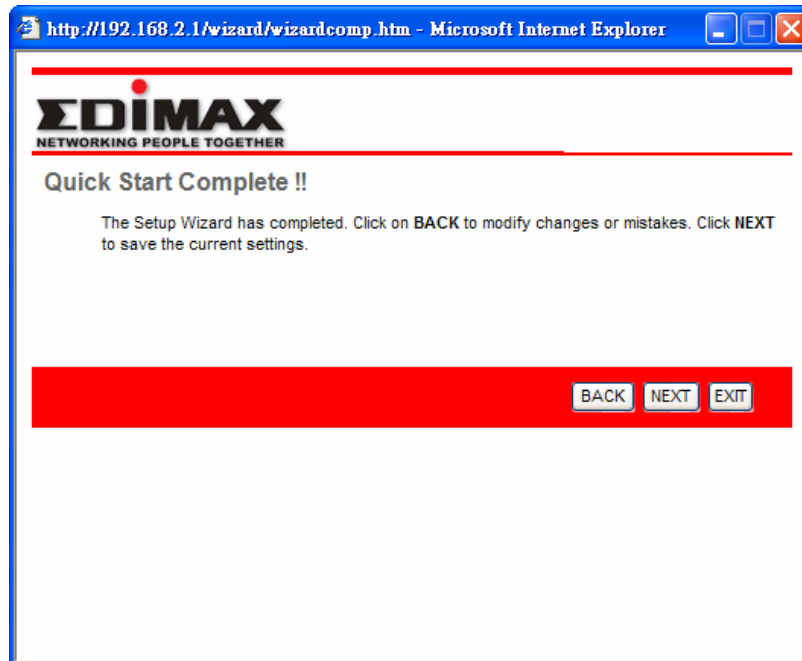 http://192.168.2.1/wizard/wizardcomp.htm - Microsoft Internet Explorer
EDIMAX
NETWORKING PEOPLE TOGETHER
Quick Start Complete !!
The Setup Wizard has completed. Click on BACK to modify changes or mistakes. Click NEXT
to save the current settings.
BACK NEXT EXIT